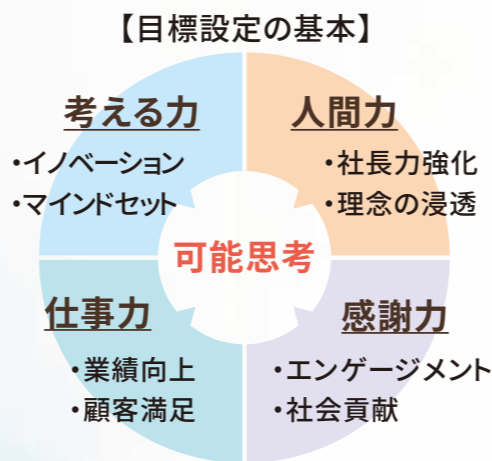 【目標設定の基本】
考える力
・イノベーション
・マインドセット
人間力
・社長力強化
・理念の浸透
可能思考
仕事力
・業績向上
・顧客満足
感謝力
・エンゲージメント
・社会貢献